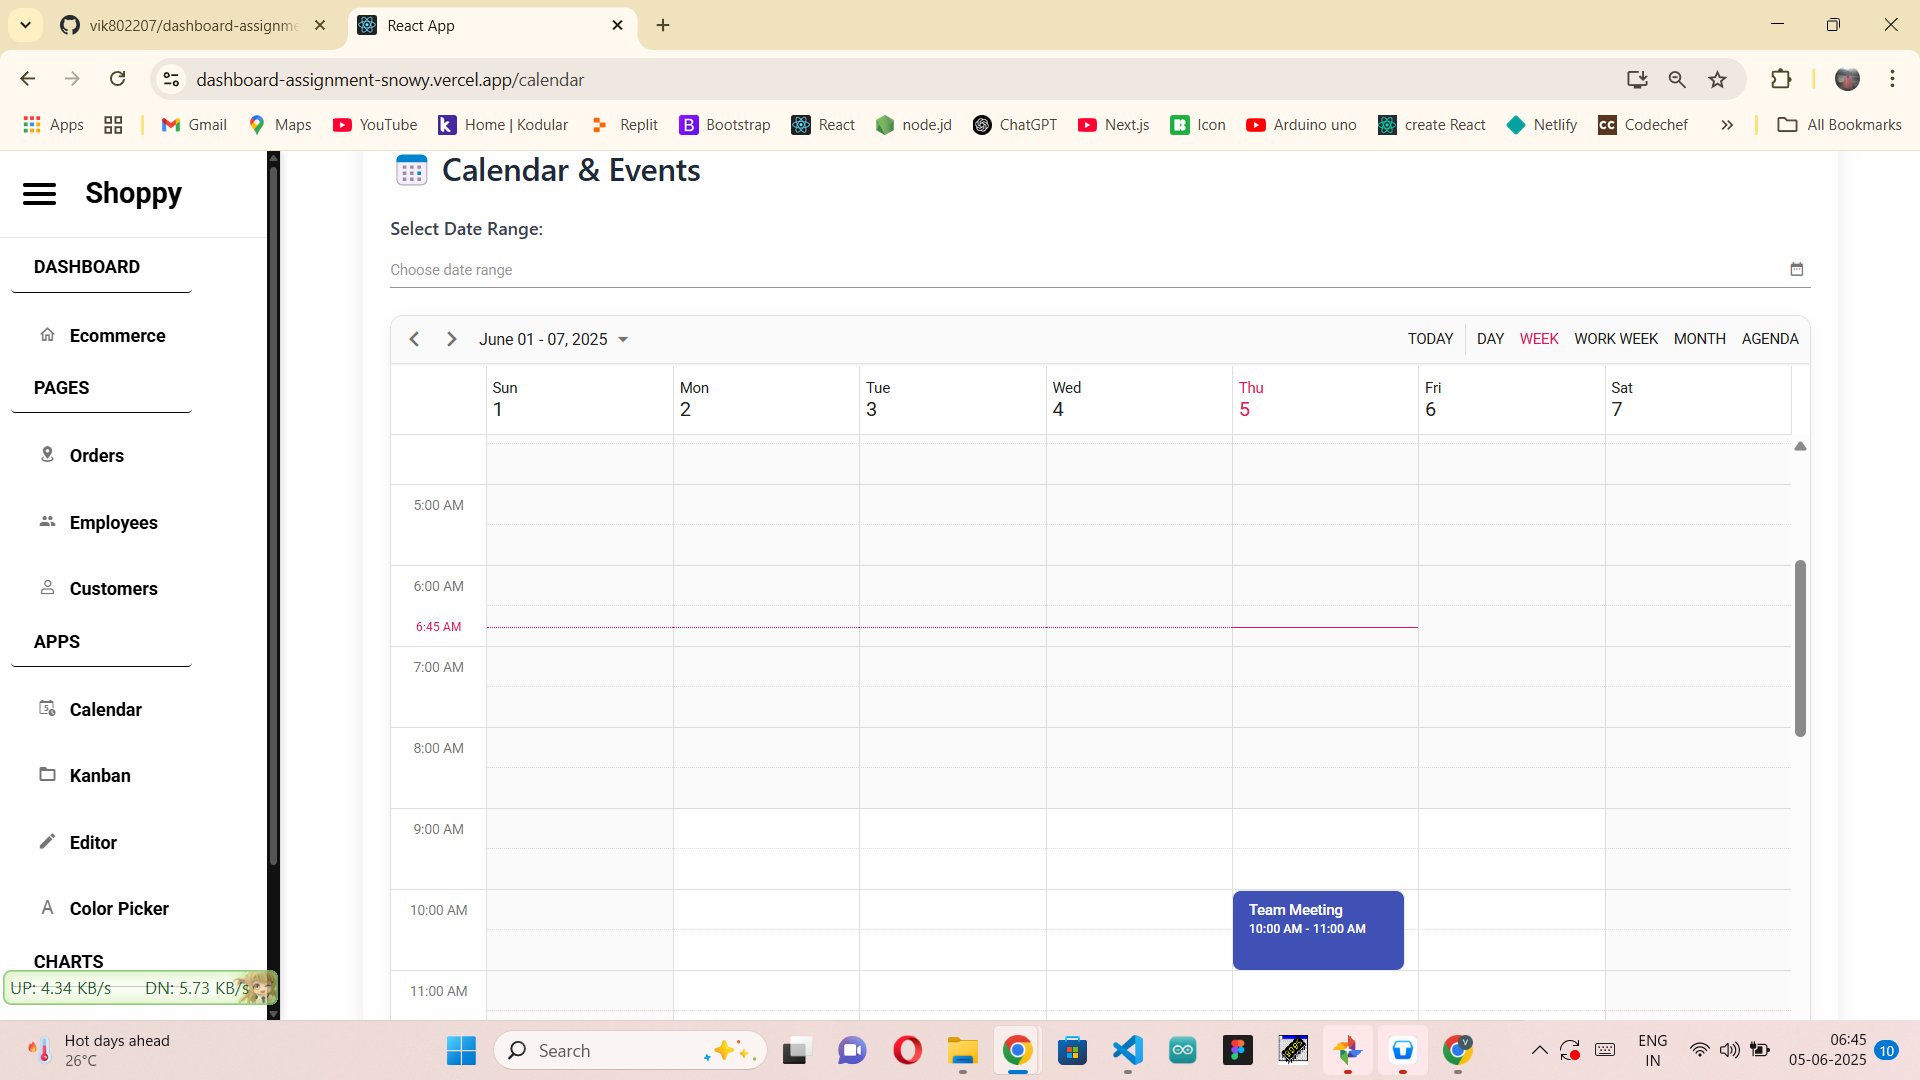 vik802207/dashboard-assignme
React App
dashboard-assignment-snowy.vercel.app/calendar
Apps
Gmail
Maps
YouTube
Home | Kodular
Replit
Bootstrap
React
node.jd
ChatGPT
Next.js
Icon
Arduino uno
create React
Netlify
Codechef
All Bookmarks
Shoppy
DASHBOARD
Ecommerce
PAGES
Orders
Employees
Customers
APPS
Calendar
Kanban
Editor
Color Picker
CHARTS
UP: 4.34 KB/s DN: 5.73 KB/s
Calendar & Events
Select Date Range:
Choose date range
June 01 - 07, 2025
TODAY DAY WEEK WORK WEEK MONTH AGENDA
Sun Mon Tue Wed Thu Fri Sat
1 2 3 4 5 6 7
5:00 AM
6:00 AM
6:45 AM
7:00 AM
8:00 AM
9:00 AM
10:00 AM
Team Meeting
10:00 AM - 11:00 AM
11:00 AM
Hot days ahead
26°C
Search
ENG
IN
06:45
05-06-2025
10